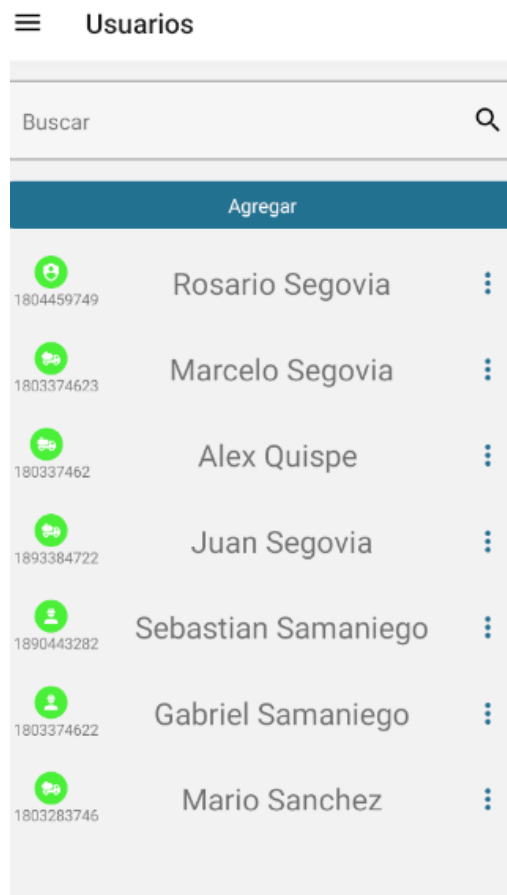 Usuarios
Buscar
Agregar
Rosario Segovia
1804459749
Marcelo Segovia
1803374623
Alex Quispe
180337462
Juan Segovia
1893384722
Sebastian Samaniego
1890443282
Gabriel Samaniego
1803374622
Mario Sanchez
1803283746